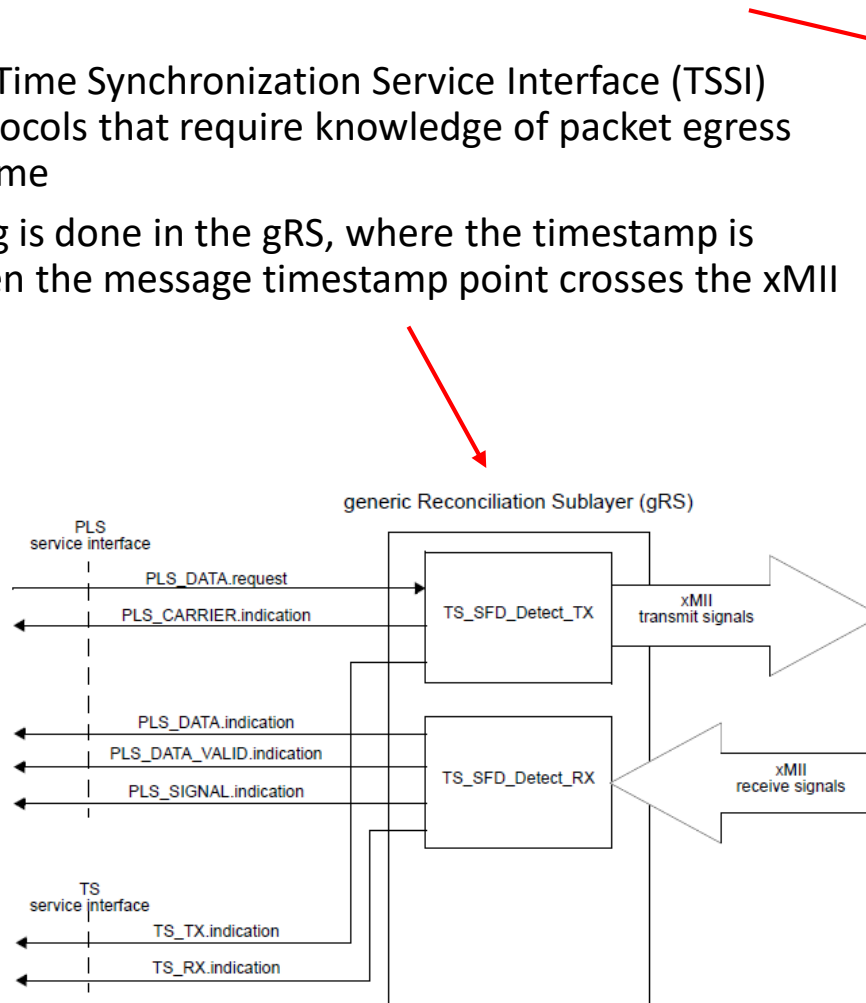 Time Synchronization Service Interface (TSSI)
ocols that require knowledge of packet egress
me
g is done in the gRS, where the timestamp is
en the message timestamp point crosses the xMII
generic Reconciliation Sublayer (gRS)
PLS
service interface
PLS_DATA.request
PLS_CARRIER.indication
TS_SFD_Detect_TX
xMII
transmit signals
PLS_DATA.indication
PLS_DATA_VALID.indication
PLS_SIGNAL.indication
TS_SFD_Detect_RX
xMII
receive signals
TS
service interface
TS_TX.indication
TS_RX.indication